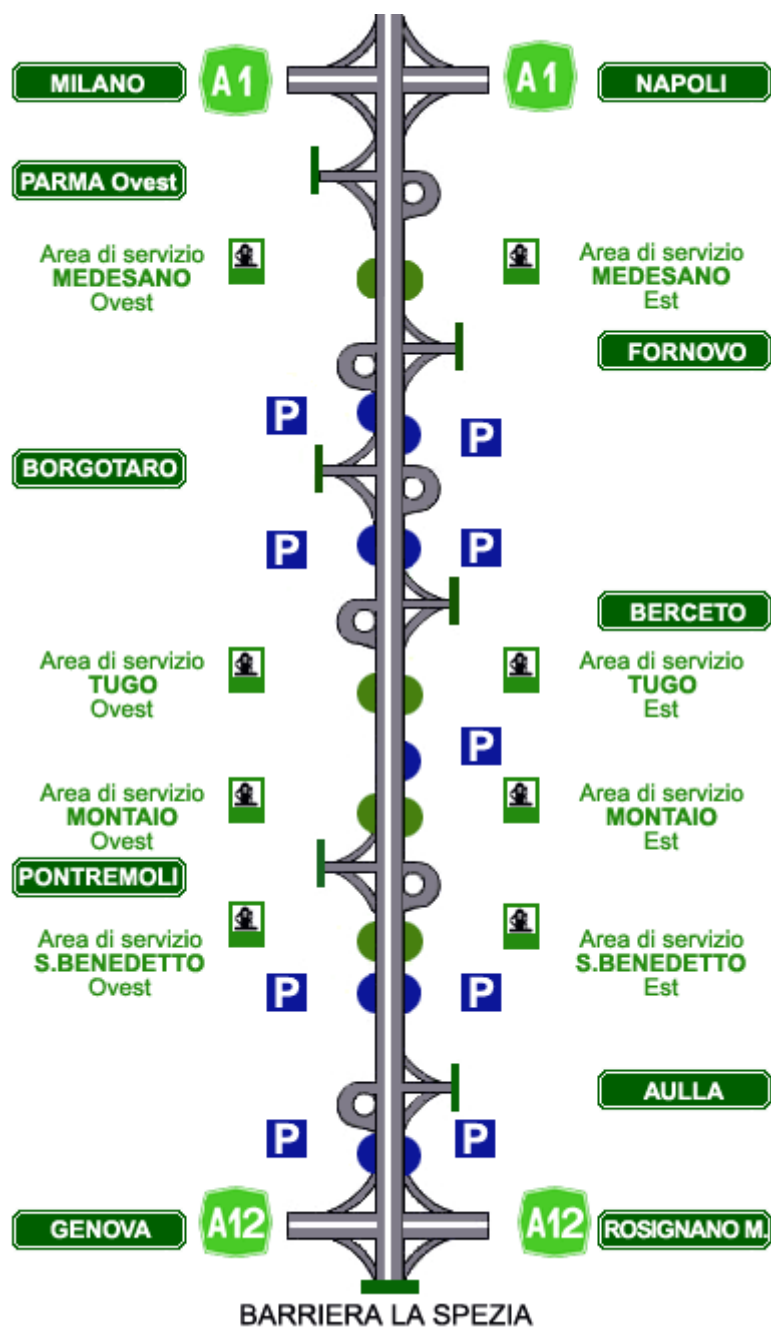 MILANO
A1
A1
NAPOLI
PARMA Ovest
Area di servizio
MEDESANO
Ovest
Area di servizio
MEDESANO
Est
FORNOVO
P
P
BORGOTARO
P
P
BERCETO
Area di servizio
TUGO
Ovest
Area di servizio
TUGO
Est
P
Area di servizio
MONTAIO
Ovest
Area di servizio
MONTAIO
Est
PONTREMOLI
Area di servizio
S.BENEDETTO
Ovest
Area di servizio
S.BENEDETTO
Est
P
P
AULLA
P
P
GENOVA
A12
A12
ROSIGNANO M.
BARRIERA LA SPEZIA